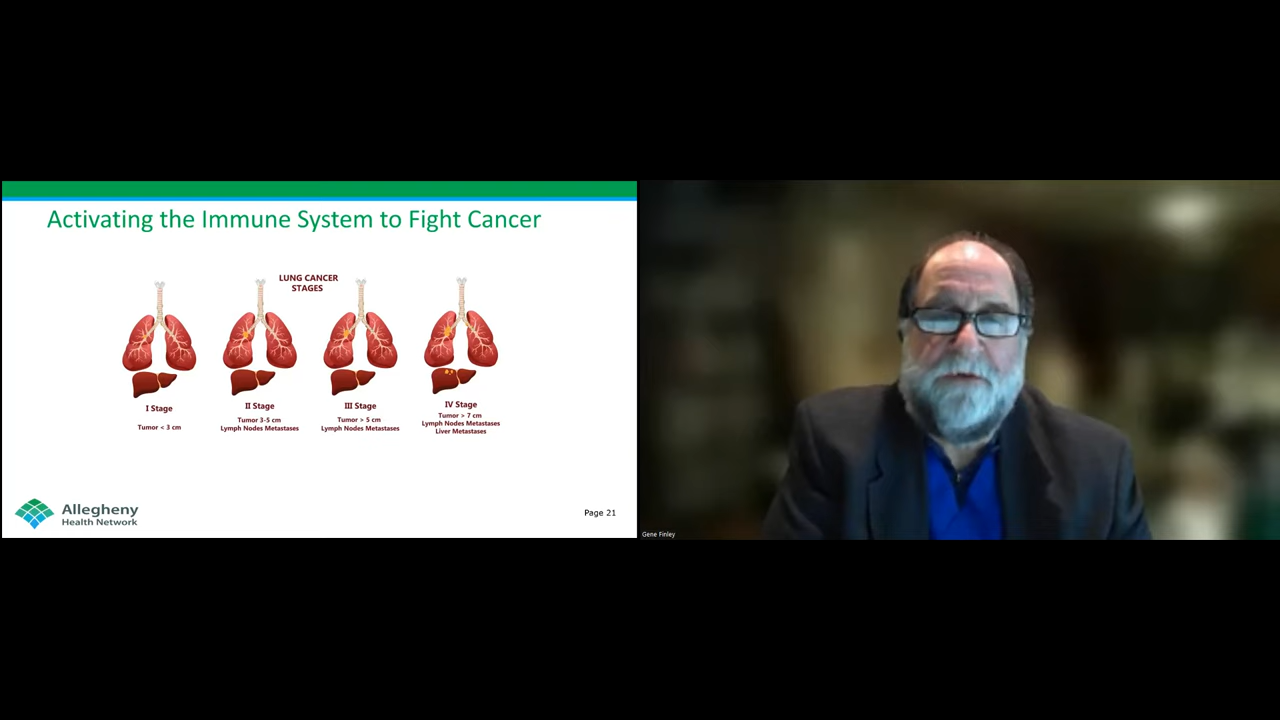 Activating the Immune System to Fight Cancer
LUNG CANCER
STAGES
I Stage
Tumor < 3 cm
II Stage
Tumor 3-5 cm
Lymph Nodes Metastases
III Stage
Tumor > 5 cm
Lymph Nodes Metastases
IV Stage
Tumor > 7 cm
Lymph Nodes Metastases
Liver Metastases
Allegheny
Health Network
Page 21
Gene Finley